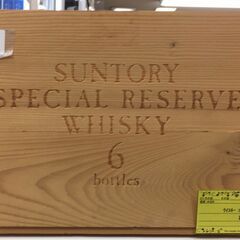 SUNTORY
SPECIAL RESERVE
WHISKY
6
bottles